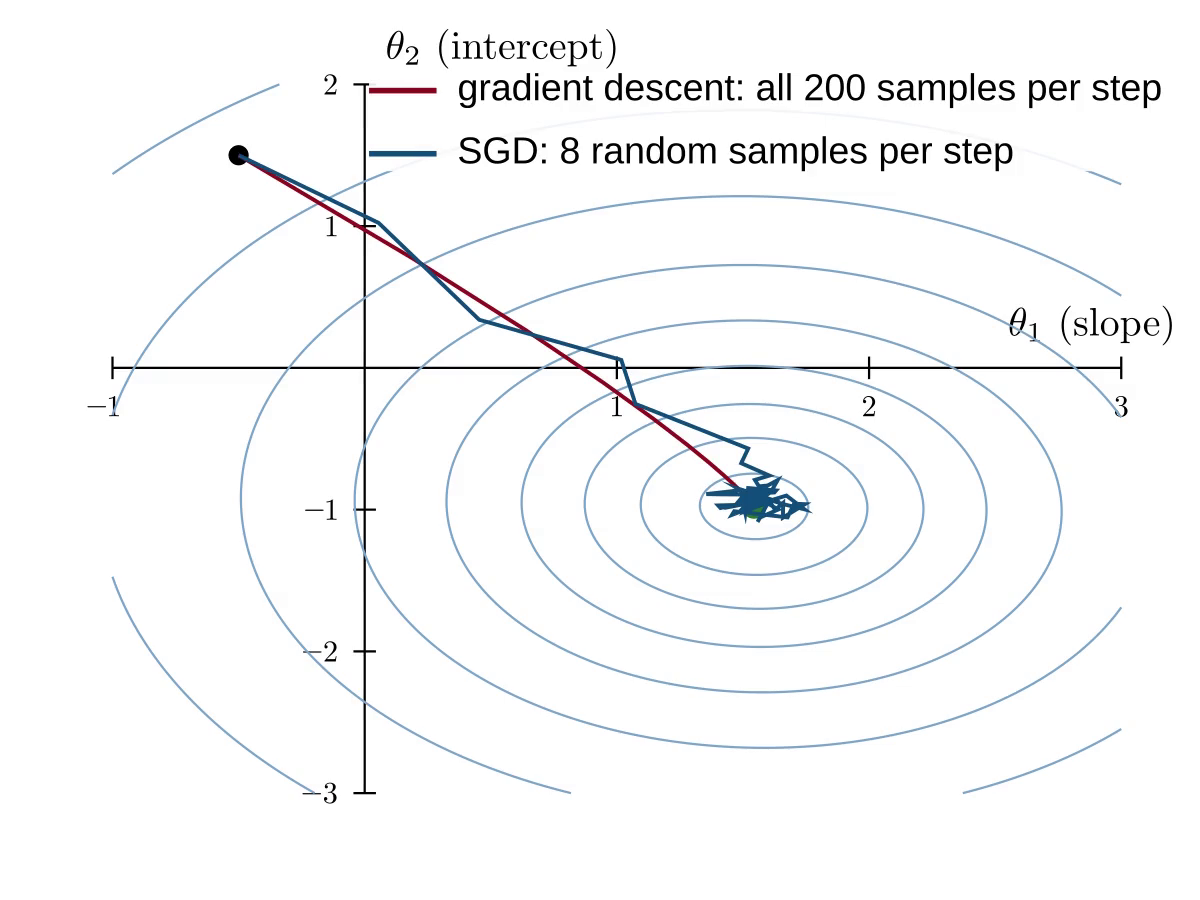 θ₂ (intercept)
2
gradient descent: all 200 samples per step
SGD: 8 random samples per step
1
θ₁ (slope)
−1 1 2 3
−1
−2
−3